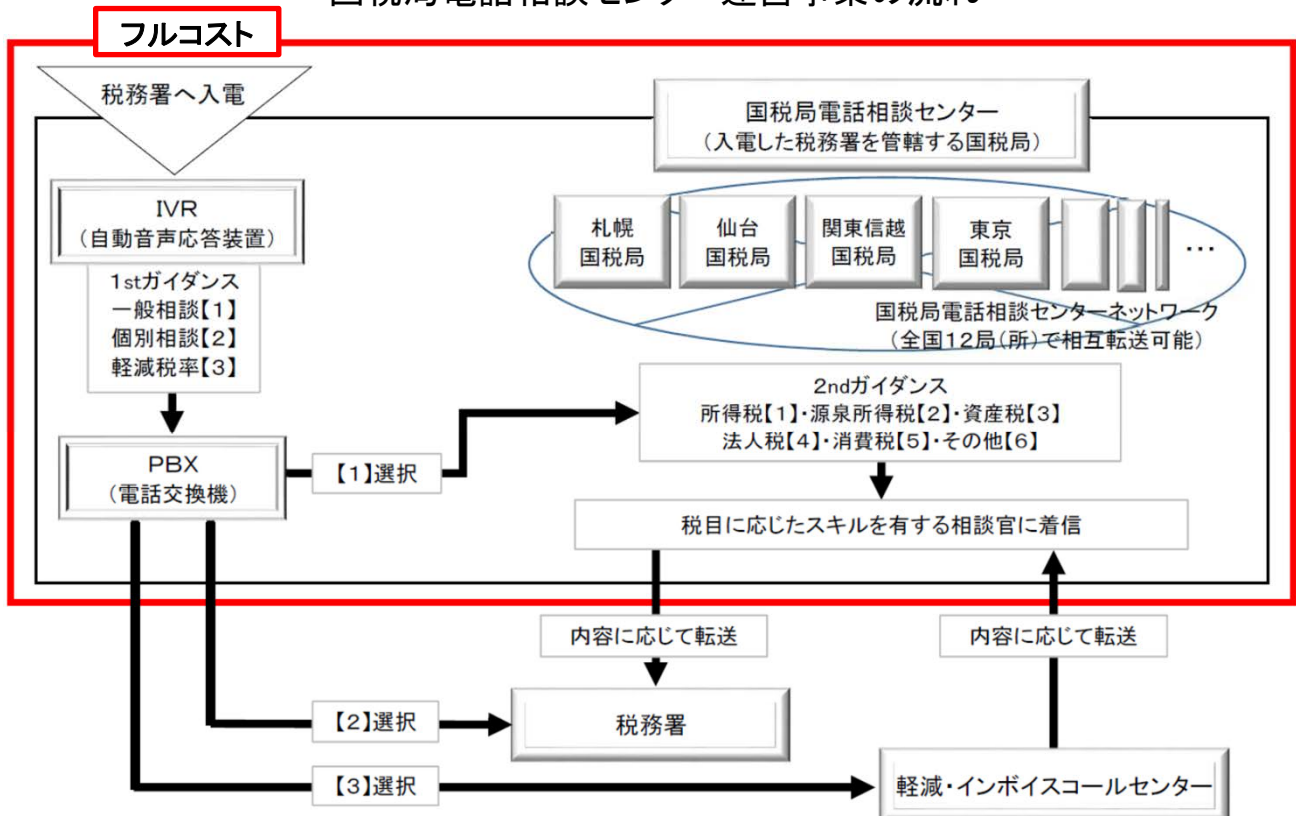 フルコスト
税務署へ入電
国税局電話相談センター
（入電した税務署を管轄する国税局）
IVR
（自動音声応答装置）
1stガイダンス
一般相談【1】
個別相談【2】
軽減税率【3】
札幌
国税局
仙台
国税局
関東信越
国税局
東京
国税局
…
国税局電話相談センターネットワーク
（全国12局(所)で相互転送可能）
2ndガイダンス
所得税【1】・源泉所得税【2】・資産税【3】
法人税【4】・消費税【5】・その他【6】
PBX
（電話交換機）
【1】選択
税目に応じたスキルを有する相談官に着信
内容に応じて転送
内容に応じて転送
【2】選択
税務署
【3】選択
軽減・インボイスコールセンター